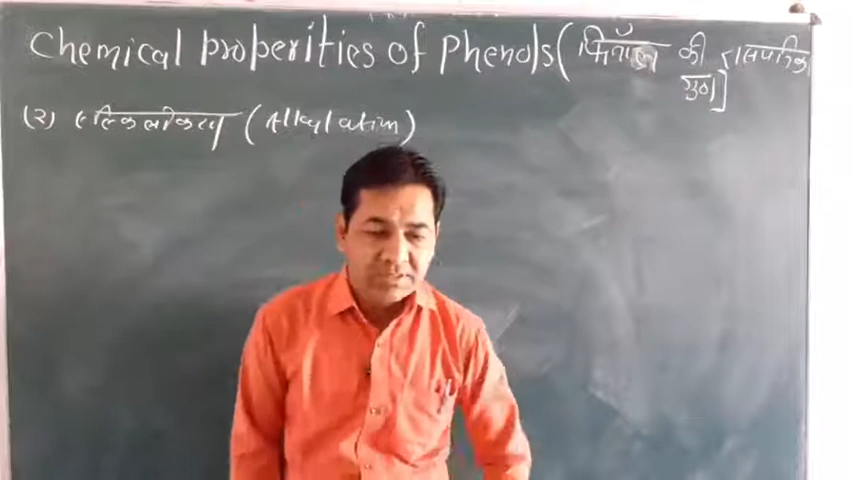 Chemical properities of Phenols (फिनॉल की रासायनिक
गुण]
(२) एल्किलीकरण (Alkylation)